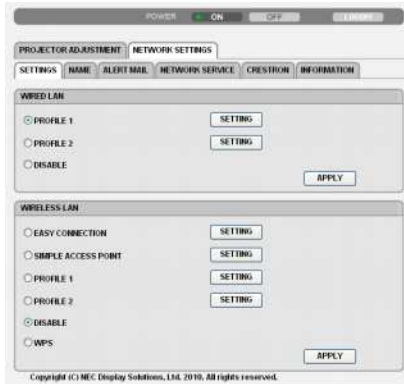 POWER ON OFF LOGOFF
PROJECTOR ADJUSTMENT NETWORK SETTINGS
SETTINGS NAME ALERT MAIL NETWORK SERVICE CRESTRON INFORMATION
WIRED LAN
PROFILE 1 SETTING
PROFILE 2 SETTING
DISABLE
APPLY
WIRELESS LAN
EASY CONNECTION SETTING
SIMPLE ACCESS POINT SETTING
PROFILE 1 SETTING
PROFILE 2 SETTING
DISABLE
WPS
APPLY
Copyright (C) NEC Display Solutions, Ltd. 2010. All rights reserved.